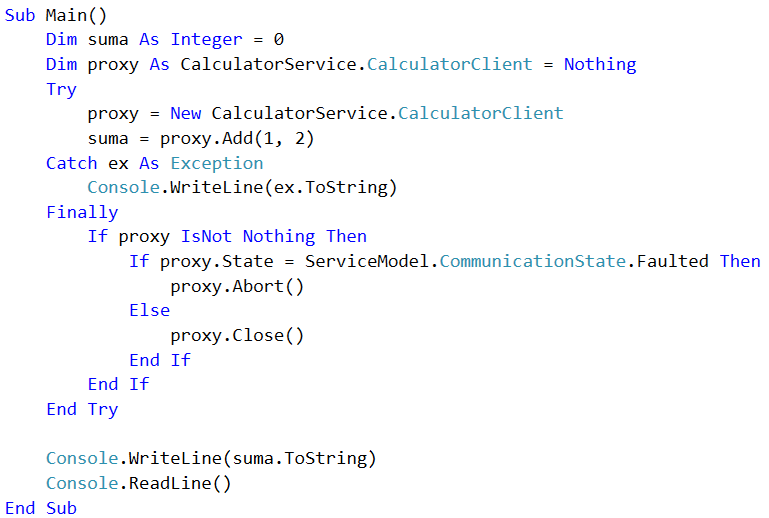 Sub Main()
    Dim suma As Integer = 0
    Dim proxy As CalculatorService.CalculatorClient = Nothing
    Try
        proxy = New CalculatorService.CalculatorClient
        suma = proxy.Add(1, 2)
    Catch ex As Exception
        Console.WriteLine(ex.ToString)
    Finally
        If proxy IsNot Nothing Then
            If proxy.State = ServiceModel.CommunicationState.Faulted Then
                proxy.Abort()
            Else
                proxy.Close()
            End If
        End If
    End Try

    Console.WriteLine(suma.ToString)
    Console.ReadLine()
End Sub